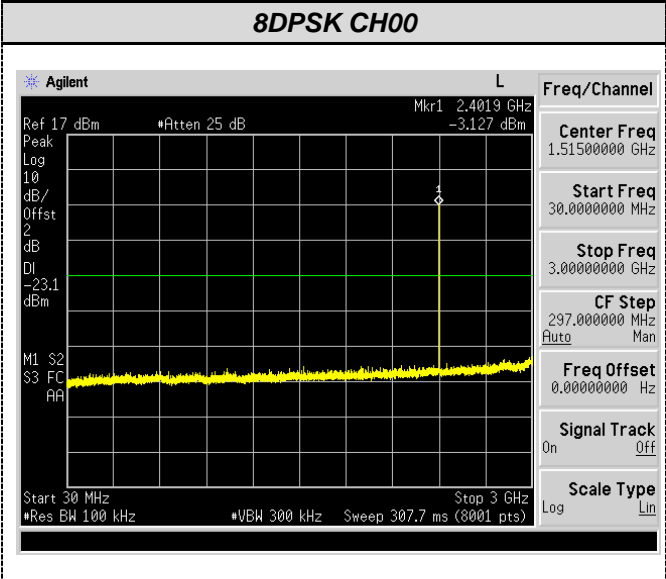 8DPSK CH00
Agilent
L
Mkr1 2.4019 GHz
Ref 17 dBm #Atten 25 dB -3.127 dBm
Peak
Log
10
dB/
Offst
2
dB
DI
-23.1
dBm
M1 S2
S3 FC
AA
1
Start 30 MHz Stop 3 GHz
#Res BW 100 kHz #VBW 300 kHz Sweep 307.7 ms (8001 pts)
Freq/Channel
Center Freq
1.51500000 GHz
Start Freq
30.0000000 MHz
Stop Freq
3.00000000 GHz
CF Step
297.000000 MHz
Auto Man
Freq Offset
0.00000000 Hz
Signal Track
On Off
Scale Type
Log Lin